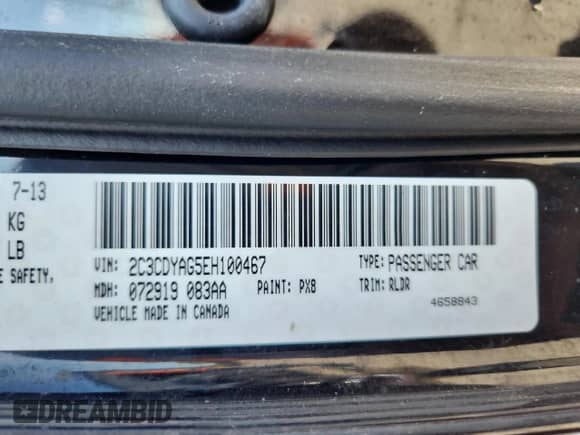 7-13
KG
LB
E SAFETY,
VIN: 2C3CDYAG5EH100467 TYPE: PASSENGER CAR
MDH: 072919 083AA PAINT: PX8 TRIM: RLDR
VEHICLE MADE IN CANADA 4658843
DREAMBID